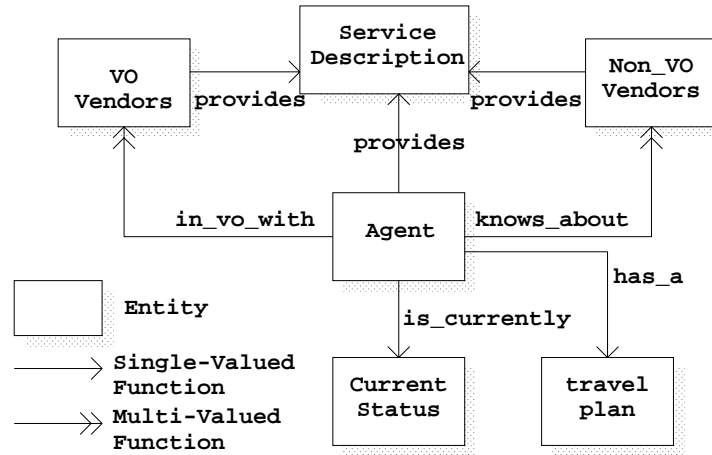 Service
Description
VO
Vendors
Non_VO
Vendors
provides
provides
provides
in_vo_with
Agent
knows_about
has_a
Entity
is_currently
Single-Valued
Function
Current
Status
travel
plan
Multi-Valued
Function